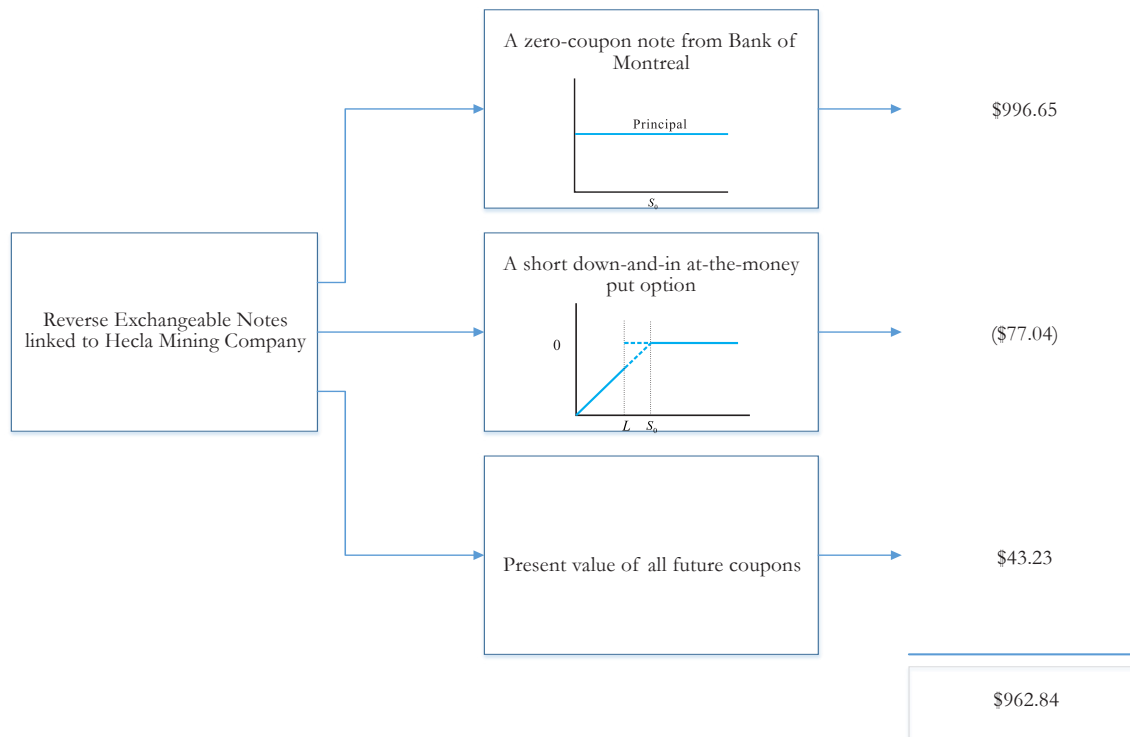 A zero-coupon note from Bank of
Montreal
Principal
S₀
$996.65
Reverse Exchangeable Notes
linked to Hecla Mining Company
A short down-and-in at-the-money
put option
0
L S₀
($77.04)
Present value of all future coupons
$43.23
$962.84